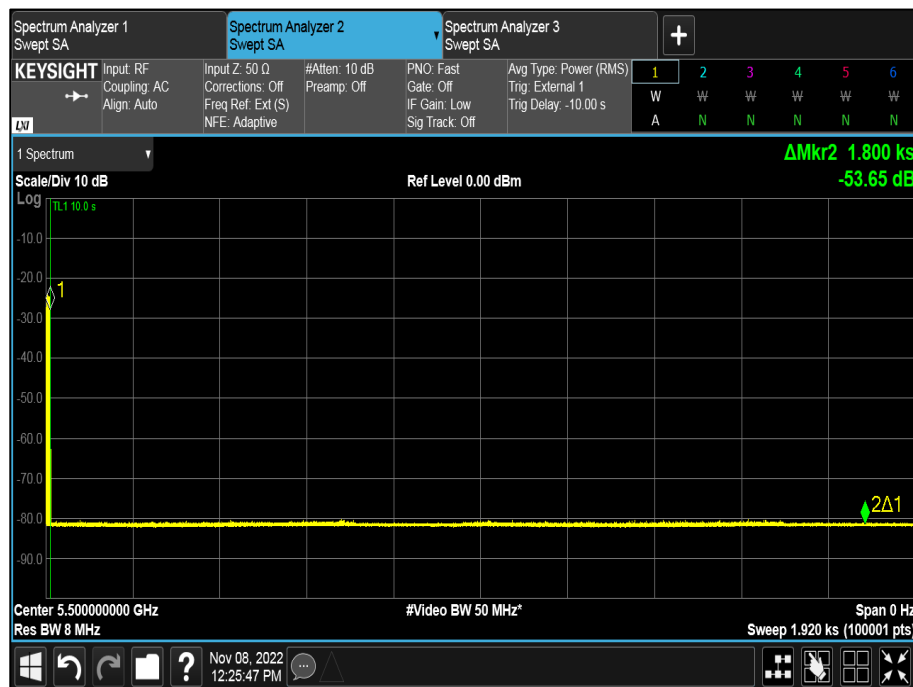 Spectrum Analyzer 1
Swept SA
Spectrum Analyzer 2
Swept SA
Spectrum Analyzer 3
Swept SA
+
KEYSIGHT
LXI
Input: RF
Coupling: AC
Align: Auto
Input Z: 50 Ω
Corrections: Off
Freq Ref: Ext (S)
NFE: Adaptive
#Atten: 10 dB
Preamp: Off
PNO: Fast
Gate: Off
IF Gain: Low
Sig Track: Off
Avg Type: Power (RMS)
Trig: External 1
Trig Delay: -10.00 s
1 2 3 4 5 6
W W W W W W
A N N N N N
1 Spectrum
ΔMkr2 1.800 ks
-53.65 dB
Scale/Div 10 dB
Ref Level 0.00 dBm
Log
TL1 10.0 s
-10.0
-20.0
1
-30.0
-40.0
-50.0
-60.0
-70.0
-80.0
2Δ1
-90.0
Center 5.500000000 GHz
#Video BW 50 MHz*
Span 0 Hz
Res BW 8 MHz
Sweep 1.920 ks (100001 pts)
?
Nov 08, 2022
12:25:47 PM